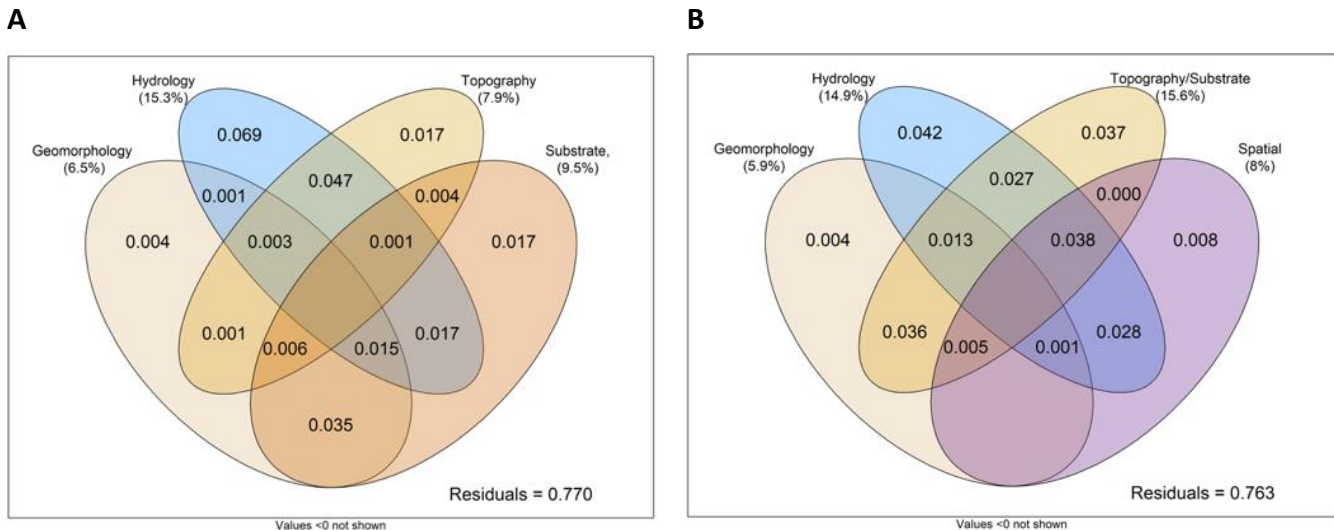 A
Hydrology
(15.3%)
Topography
(7.9%)
Geomorphology
(6.5%)
Substrate,
(9.5%)
0.069
0.017
0.001
0.047
0.004
0.004
0.003
0.001
0.017
0.001
0.006
0.015
0.017
0.035
Residuals = 0.770
Values <0 not shown
B
Hydrology
(14.9%)
Topography/Substrate
(15.6%)
Geomorphology
(5.9%)
Spatial
(8%)
0.042
0.037
0.027
0.000
0.004
0.013
0.038
0.008
0.036
0.005
0.001
0.028
Residuals = 0.763
Values <0 not shown